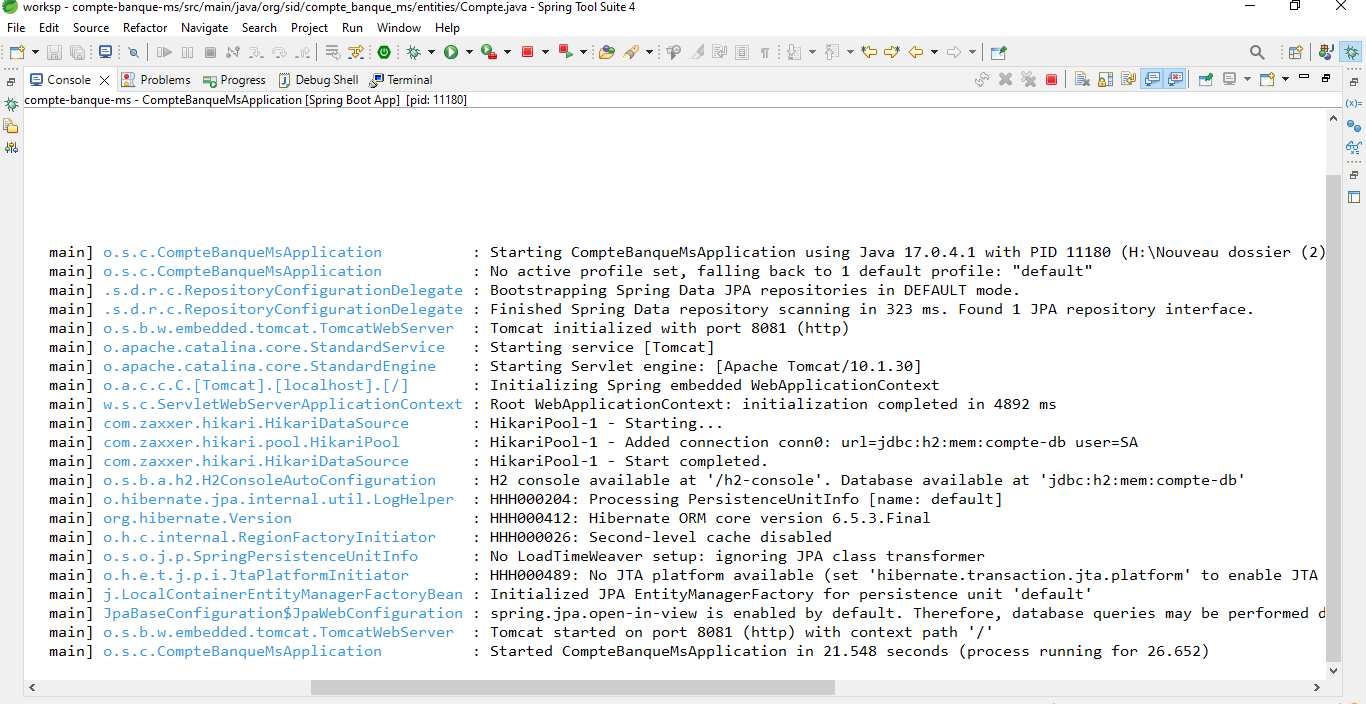 worksp - compte-banque-ms/src/main/java/org/sid/compte_banque_ms/entities/Compte.java - Spring Tool Suite 4
File Edit Source Refactor Navigate Search Project Run Window Help
Console Problems Progress Debug Shell Terminal
compte-banque-ms - CompteBanqueMsApplication [Spring Boot App] [pid: 11180]
main] o.s.c.CompteBanqueMsApplication : Starting CompteBanqueMsApplication using Java 17.0.4.1 with PID 11180 (H:\Nouveau dossier (2)
main] o.s.c.CompteBanqueMsApplication : No active profile set, falling back to 1 default profile: "default"
main] .s.d.r.c.RepositoryConfigurationDelegate : Bootstrapping Spring Data JPA repositories in DEFAULT mode.
main] .s.d.r.c.RepositoryConfigurationDelegate : Finished Spring Data repository scanning in 323 ms. Found 1 JPA repository interface.
main] o.s.b.w.embedded.tomcat.TomcatWebServer : Tomcat initialized with port 8081 (http)
main] o.apache.catalina.core.StandardService : Starting service [Tomcat]
main] o.apache.catalina.core.StandardEngine : Starting Servlet engine: [Apache Tomcat/10.1.30]
main] o.a.c.c.C.[Tomcat].[localhost].[/] : Initializing Spring embedded WebApplicationContext
main] w.s.c.ServletWebServerApplicationContext : Root WebApplicationContext: initialization completed in 4892 ms
main] com.zaxxer.hikari.HikariDataSource : HikariPool-1 - Starting...
main] com.zaxxer.hikari.pool.HikariPool : HikariPool-1 - Added connection conn0: url=jdbc:h2:mem:compte-db user=SA
main] com.zaxxer.hikari.HikariDataSource : HikariPool-1 - Start completed.
main] o.s.b.a.h2.H2ConsoleAutoConfiguration : H2 console available at '/h2-console'. Database available at 'jdbc:h2:mem:compte-db'
main] o.hibernate.jpa.internal.util.LogHelper : HHH000204: Processing PersistenceUnitInfo [name: default]
main] org.hibernate.Version : HHH000412: Hibernate ORM core version 6.5.3.Final
main] o.h.c.internal.RegionFactoryInitiator : HHH000026: Second-level cache disabled
main] o.s.o.j.p.SpringPersistenceUnitInfo : No LoadTimeWeaver setup: ignoring JPA class transformer
main] o.h.e.t.j.p.i.JtaPlatformInitiator : HHH000489: No JTA platform available (set 'hibernate.transaction.jta.platform' to enable JTA
main] j.LocalContainerEntityManagerFactoryBean : Initialized JPA EntityManagerFactory for persistence unit 'default'
main] JpaBaseConfiguration$JpaWebConfiguration : spring.jpa.open-in-view is enabled by default. Therefore, database queries may be performed d
main] o.s.b.w.embedded.tomcat.TomcatWebServer : Tomcat started on port 8081 (http) with context path '/'
main] o.s.c.CompteBanqueMsApplication : Started CompteBanqueMsApplication in 21.548 seconds (process running for 26.652)